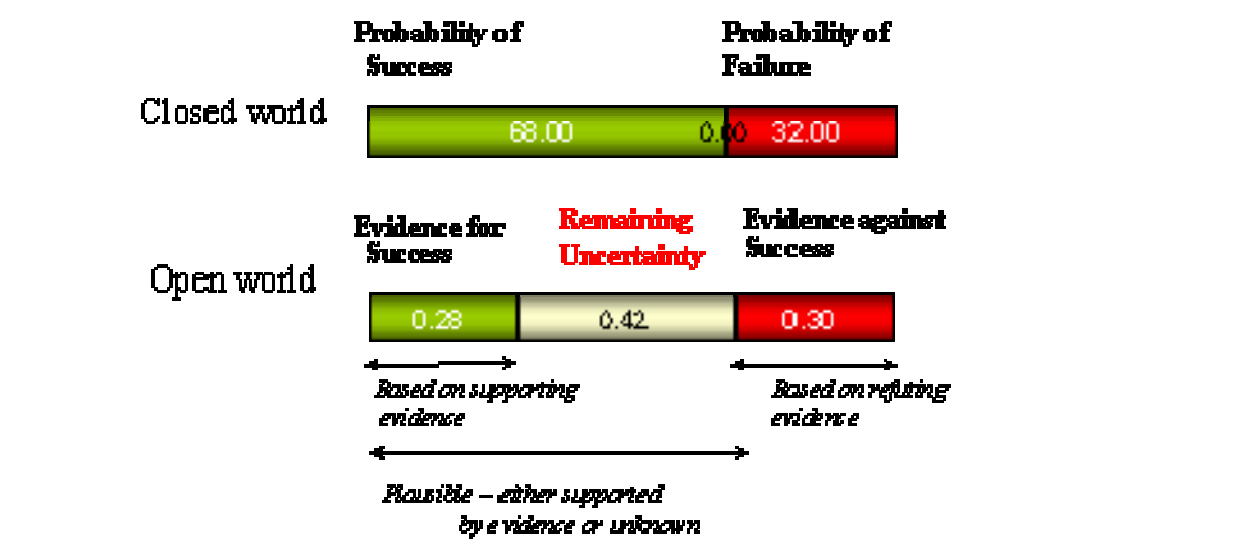 Probability of
Success
Probability of
Failure
Closed world
68.00
0.00
32.00
Evidence for
Success
Remaining
Uncertainty
Evidence against
Success
Open world
0.28
0.42
0.30
Based on supporting
evidence
Based on refuting
evidence
Plausible – either supported
by evidence or unknown